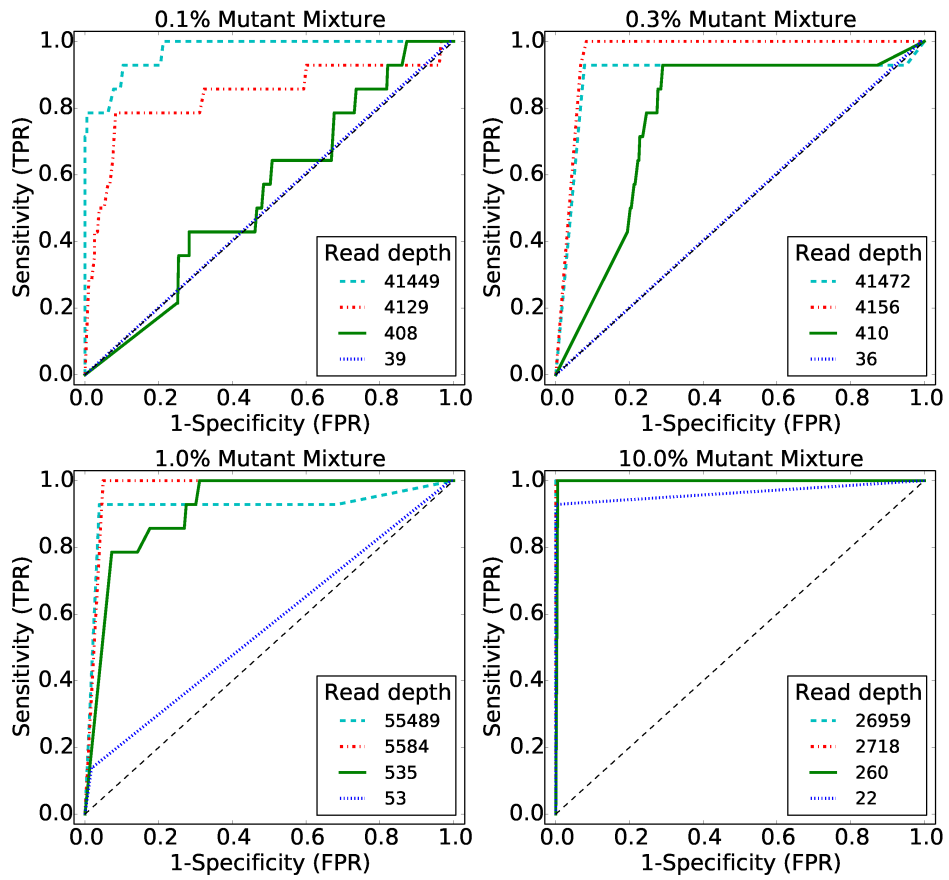 0.1% Mutant Mixture
1.0
0.8
0.6
0.4
0.2
0.0
Sensitivity (TPR)
Read depth
41449
4129
408
39
0.0 0.2 0.4 0.6 0.8 1.0
1-Specificity (FPR)
0.3% Mutant Mixture
1.0
0.8
0.6
0.4
0.2
0.0
Sensitivity (TPR)
Read depth
41472
4156
410
36
0.0 0.2 0.4 0.6 0.8 1.0
1-Specificity (FPR)
1.0% Mutant Mixture
1.0
0.8
0.6
0.4
0.2
0.0
Sensitivity (TPR)
Read depth
55489
5584
535
53
0.0 0.2 0.4 0.6 0.8 1.0
1-Specificity (FPR)
10.0% Mutant Mixture
1.0
0.8
0.6
0.4
0.2
0.0
Sensitivity (TPR)
Read depth
26959
2718
260
22
0.0 0.2 0.4 0.6 0.8 1.0
1-Specificity (FPR)